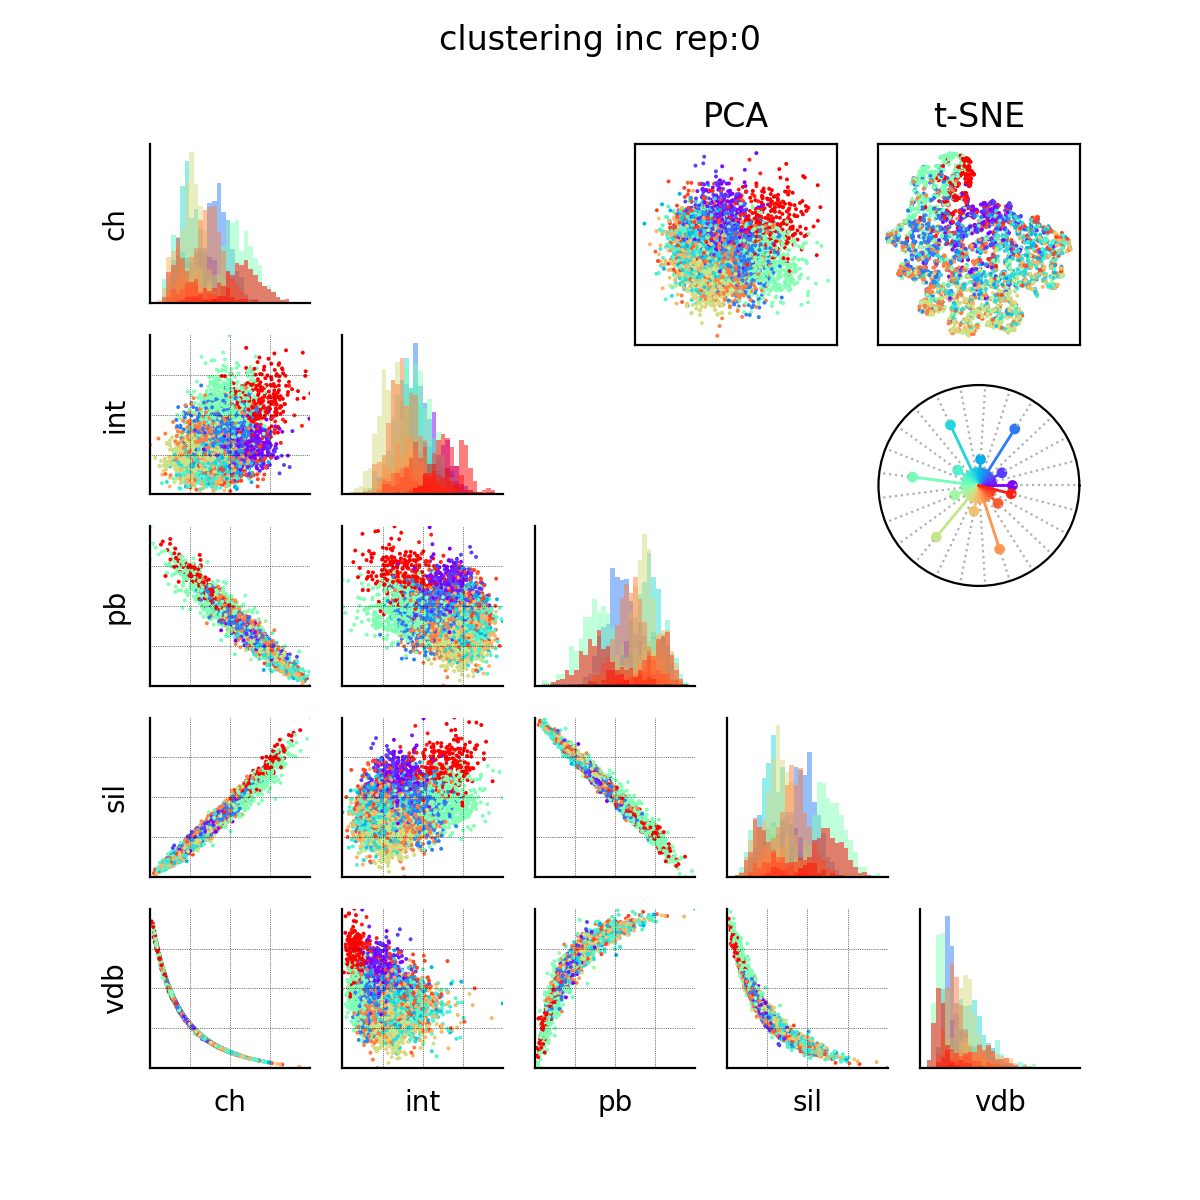 clustering inc rep:0
PCA
t-SNE
ch
int
pb
sil
vdb
ch
int
pb
sil
vdb